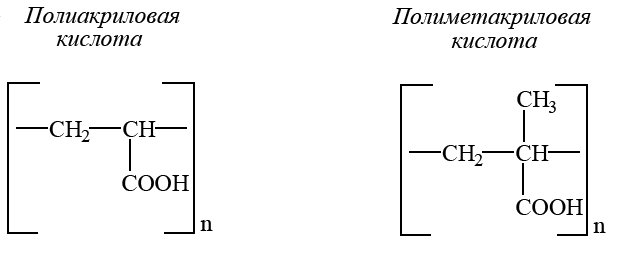 Полиакриловая
кислота
—CH₂—CH—
COOH
n
Полиметакриловая
кислота
CH₃
—CH₂—CH—
COOH
n